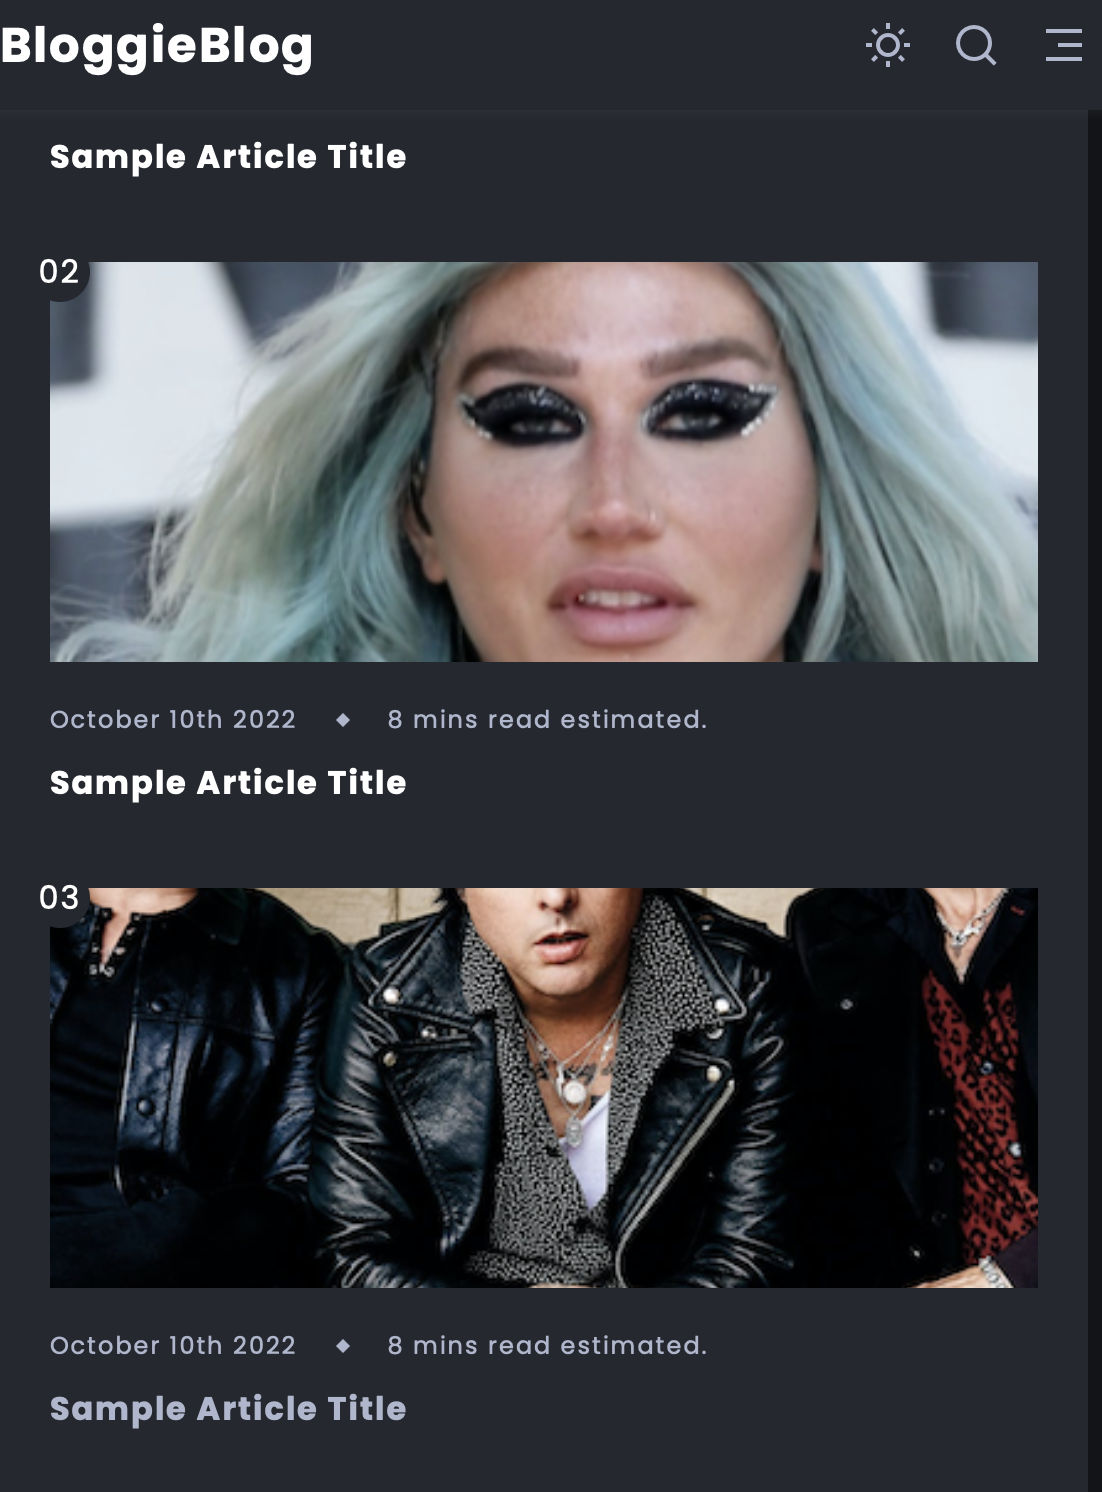 BloggieBlog
Sample Article Title
02
October 10th 2022 ◆ 8 mins read estimated.
Sample Article Title
03
October 10th 2022 ◆ 8 mins read estimated.
Sample Article Title